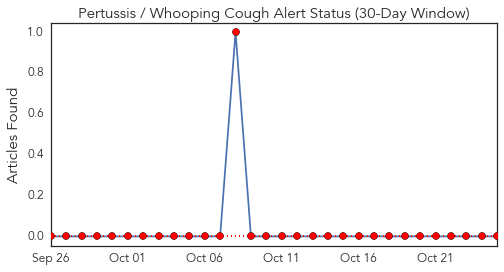 Pertussis / Whooping Cough Alert Status (30-Day Window)
Articles Found
1.0
0.8
0.6
0.4
0.2
0.0
Sep 26 Oct 01 Oct 06 Oct 11 Oct 16 Oct 21